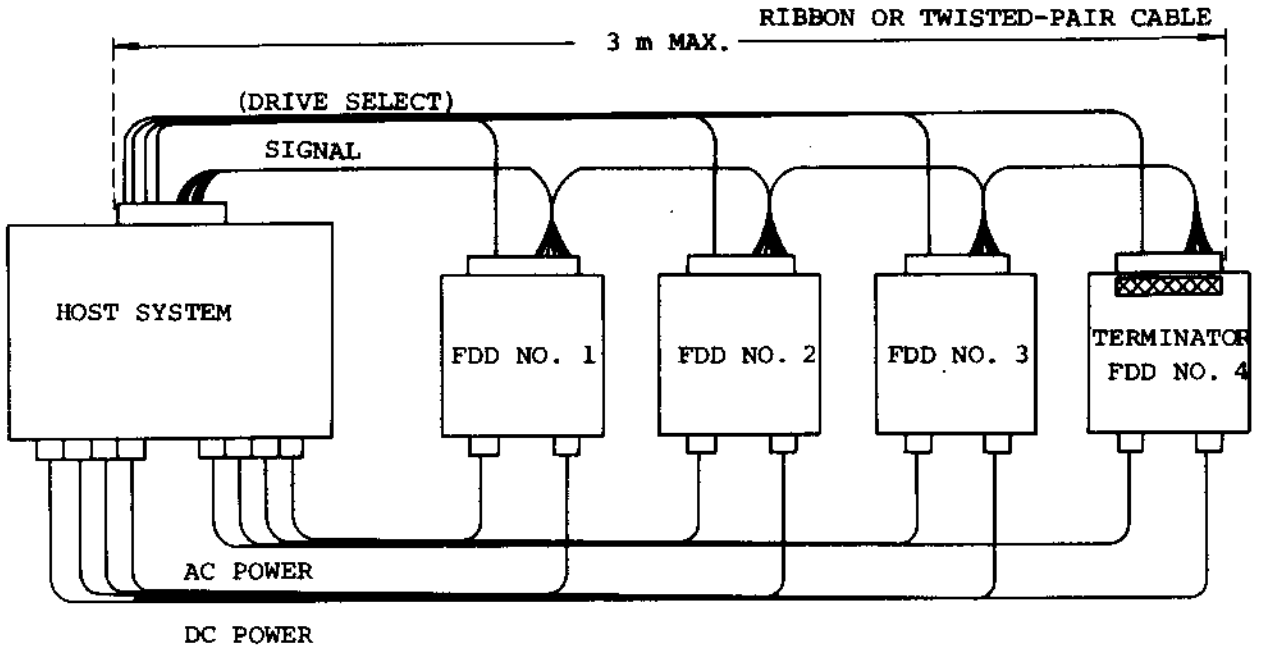 RIBBON OR TWISTED-PAIR CABLE
3 m MAX.
(DRIVE SELECT)
SIGNAL
HOST SYSTEM
FDD NO. 1
FDD NO. 2
FDD NO. 3
TERMINATOR
FDD NO. 4
AC POWER
DC POWER